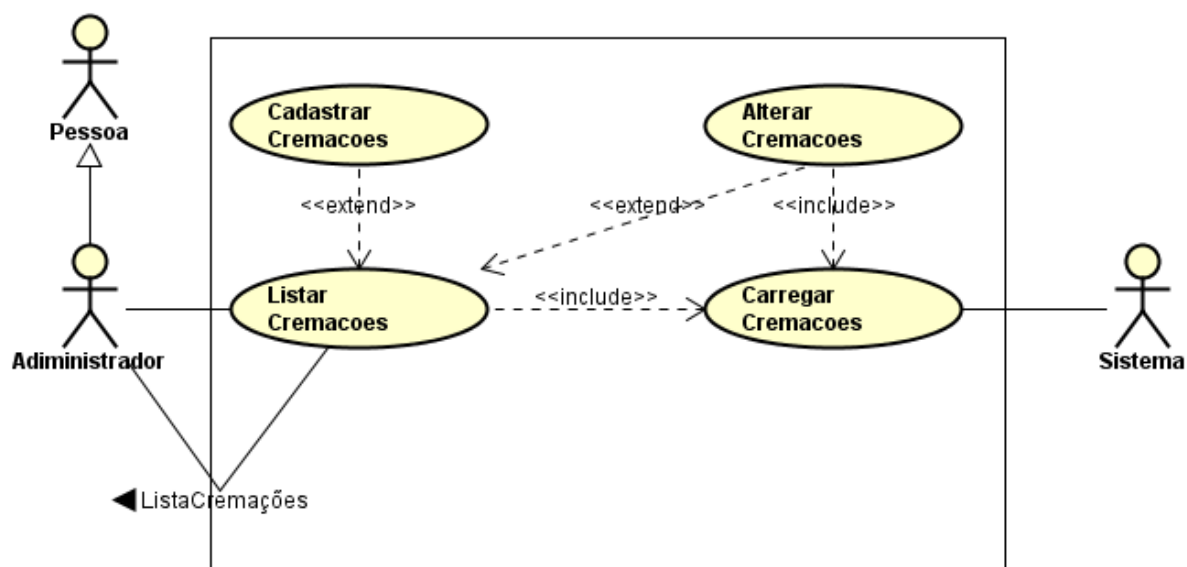 Pessoa
Cadastrar
Cremacoes
Alterar
Cremacoes
<<extend>>
<<extend>>
<<include>>
Adiministrador
Listar
Cremacoes
<<include>>
Carregar
Cremacoes
Sistema
ListaCremações